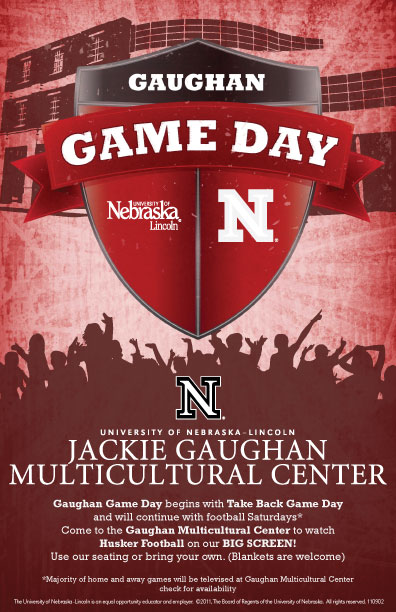 GAUGHAN
GAME DAY
UNIVERSITY OF
Nebraska
Lincoln
N
N
UNIVERSITY OF NEBRASKA–LINCOLN
JACKIE GAUGHAN
MULTICULTURAL CENTER
Gaughan Game Day begins with Take Back Game Day
and will continue with football Saturdays*
Come to the Gaughan Multicultural Center to watch
Husker Football on our BIG SCREEN!
Use our seating or bring your own. (Blankets are welcome)
*Majority of home and away games will be televised at Gaughan Multicultural Center
check for availability
The University of Nebraska-Lincoln is an equal opportunity educator and employer. ©2011, The Board of Regents of the University of Nebraska. All rights reserved. 110902